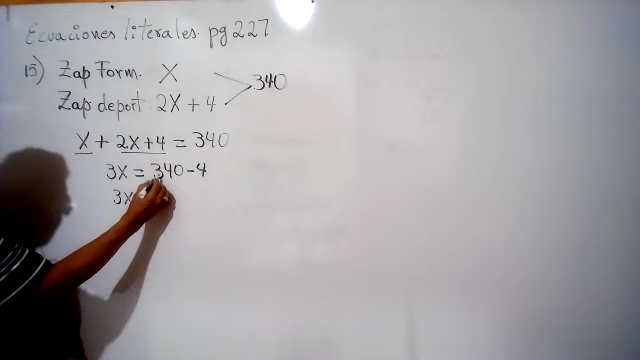 Ecuaciones literales. pg 227
15) Zap Form. X
340
Zap deport 2X + 4
X + 2X + 4 = 340
3X = 340 - 4
3X